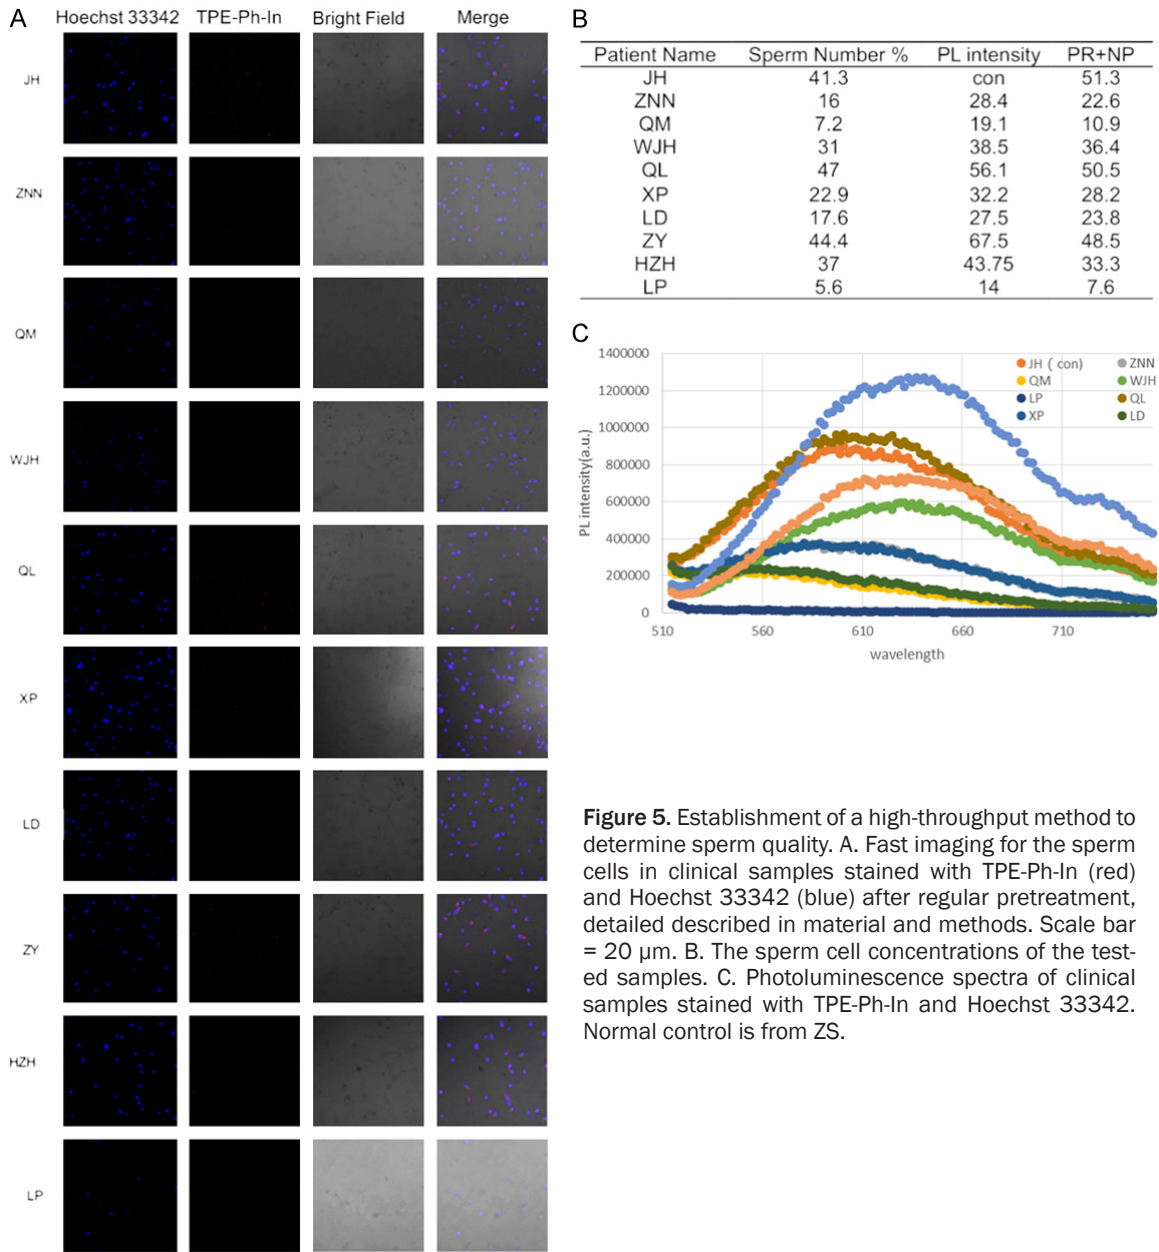 A
Hoechst 33342 TPE-Ph-In Bright Field Merge
JH
ZNN
QM
WJH
QL
XP
LD
ZY
HZH
LP
B
Patient Name Sperm Number % PL intensity PR+NP
JH 41.3 con 51.3
ZNN 16 28.4 22.6
QM 7.2 19.1 10.9
WJH 31 38.5 36.4
QL 47 56.1 50.5
XP 22.9 32.2 28.2
LD 17.6 27.5 23.8
ZY 44.4 67.5 48.5
HZH 37 43.75 33.3
LP 5.6 14 7.6
C
1400000
1200000
1000000
800000
600000
400000
200000
0
PL intensity(a.u.)
JH ( con) ZNN
QM WJH
LP QL
XP LD
510 560 610 660 710
wavelength
Figure 5. Establishment of a high-throughput method to
determine sperm quality. A. Fast imaging for the sperm
cells in clinical samples stained with TPE-Ph-In (red)
and Hoechst 33342 (blue) after regular pretreatment,
detailed described in material and methods. Scale bar
= 20 μm. B. The sperm cell concentrations of the test-
ed samples. C. Photoluminescence spectra of clinical
samples stained with TPE-Ph-In and Hoechst 33342.
Normal control is from ZS.